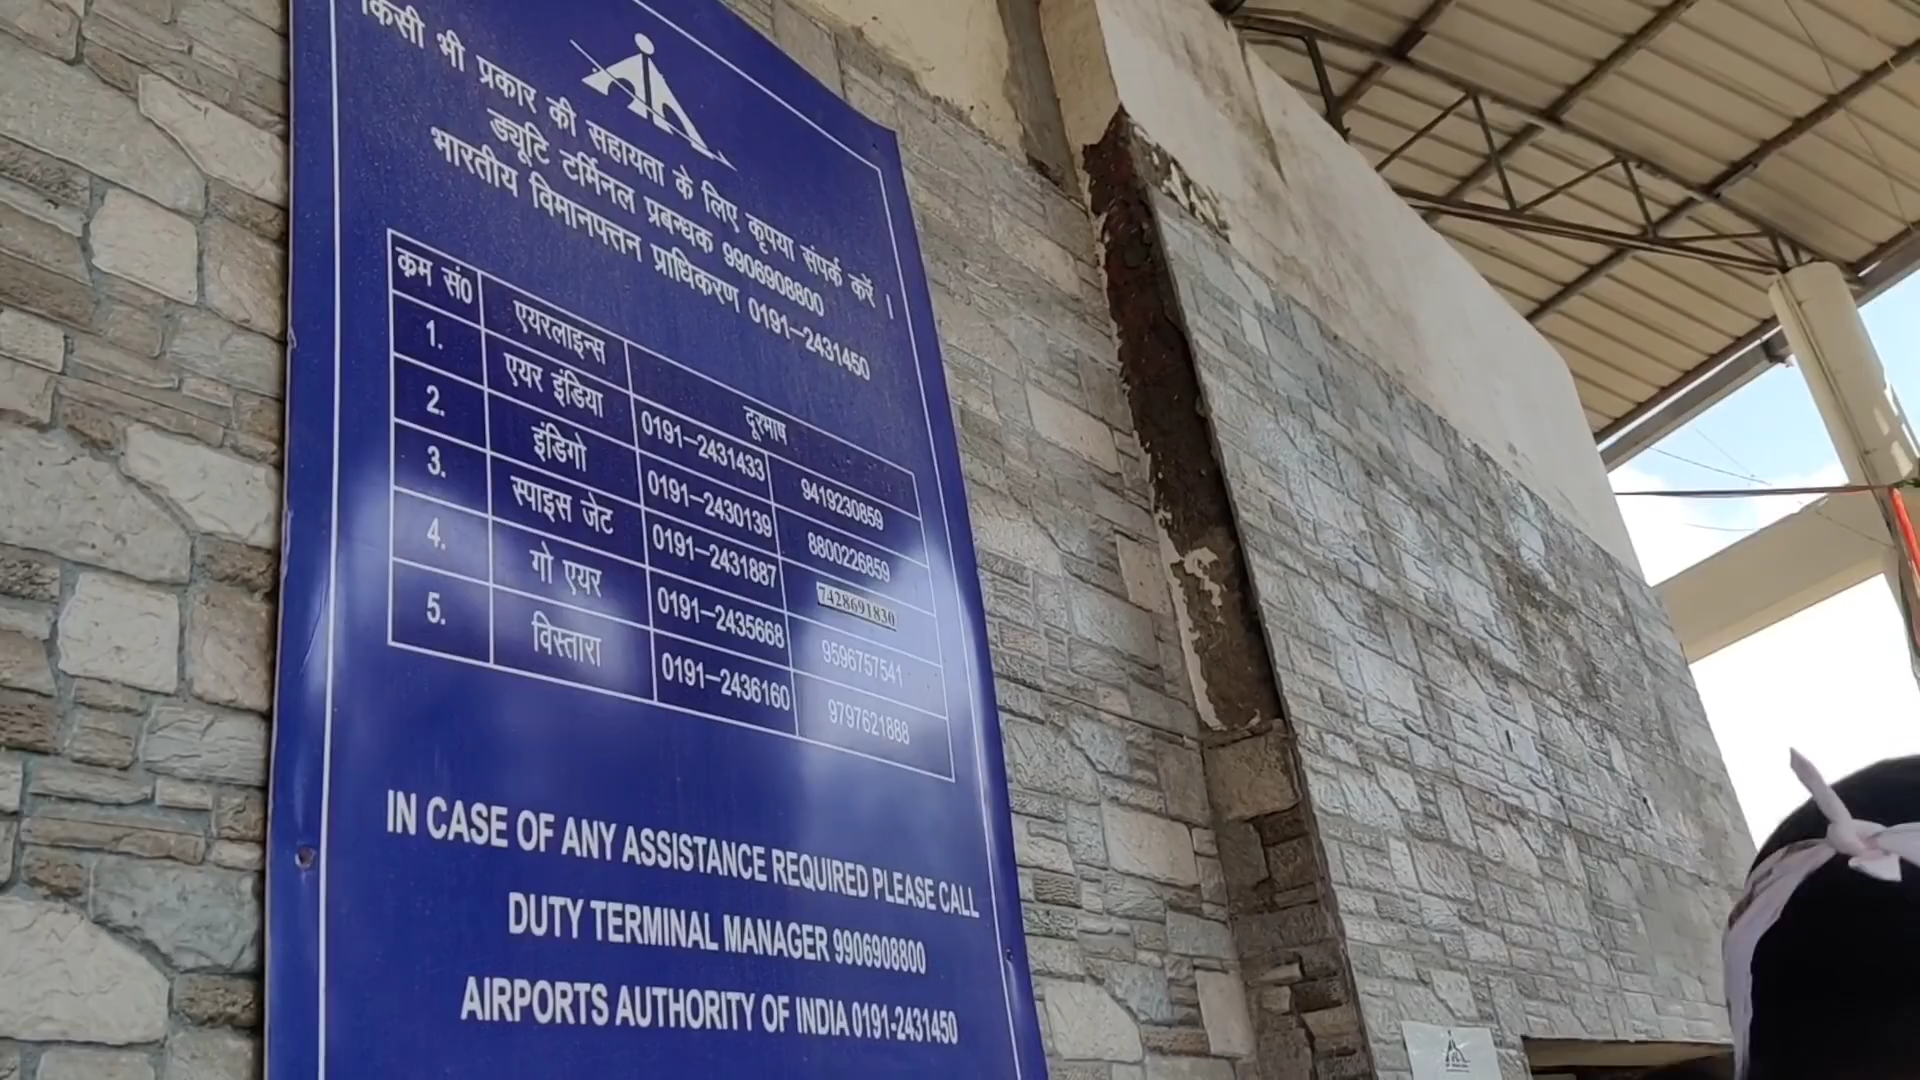 किसी भी प्रकार की सहायता के लिए कृपया संपर्क करें ।
ड्यूटि टर्मिनल प्रबन्धक 9906908800
भारतीय विमानपत्तन प्राधिकरण 0191–2431450
क्रम सं0 एयरलाइन्स दूरभाष
1. एयर इंडिया 0191–2431433 9419230859
2. इंडिगो 0191–2430139 8800226859
3. स्पाइस जेट 0191–2431887 7428691830
4. गो एयर 0191–2435668 9596757541
5. विस्तारा 0191–2436160 9797621888
IN CASE OF ANY ASSISTANCE REQUIRED PLEASE CALL
DUTY TERMINAL MANAGER 9906908800
AIRPORTS AUTHORITY OF INDIA 0191-2431450